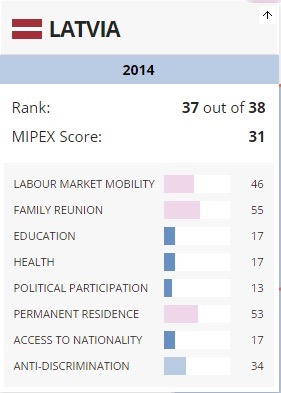 LATVIA
2014
Rank: 37 out of 38
MIPEX Score: 31
LABOUR MARKET MOBILITY 46
FAMILY REUNION 55
EDUCATION 17
HEALTH 17
POLITICAL PARTICIPATION 13
PERMANENT RESIDENCE 53
ACCESS TO NATIONALITY 17
ANTI-DISCRIMINATION 34